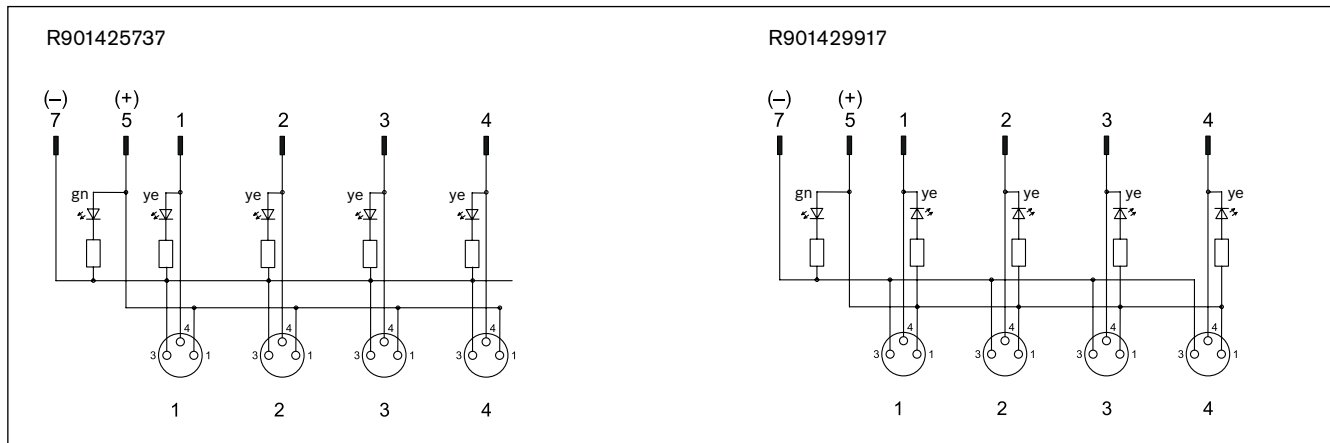 R901425737
R901429917
(–) (+)
7 5 1 2 3 4
gn ye ye ye ye
4 4 4 4
3 1 3 1 3 1 3 1
1 2 3 4
(–) (+)
7 5 1 2 3 4
gn ye ye ye ye
4 4 4 4
3 1 3 1 3 1 3 1
1 2 3 4